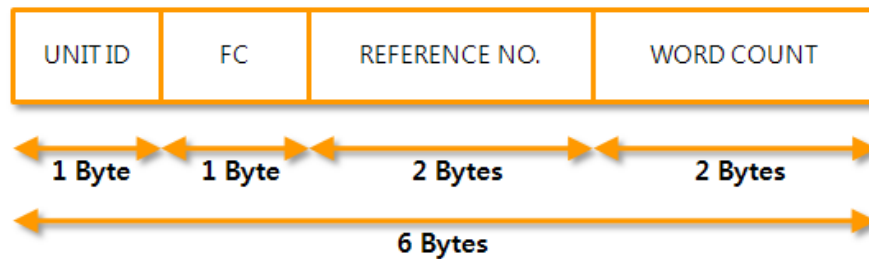 UNIT ID FC REFERENCE NO. WORD COUNT
1 Byte 1 Byte 2 Bytes 2 Bytes
6 Bytes